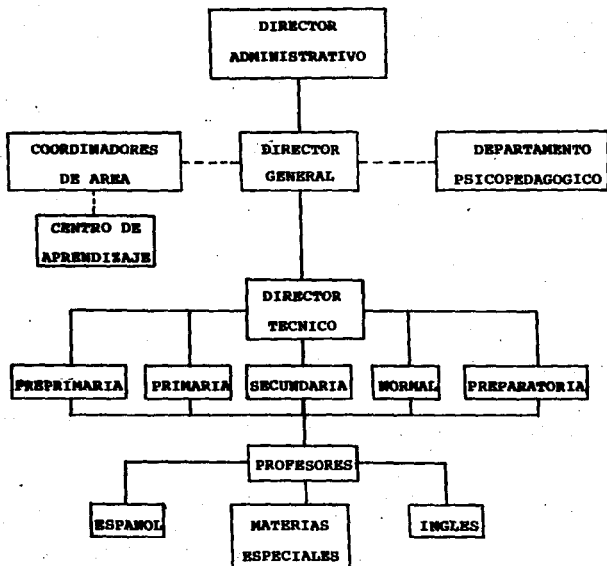 DIRECTOR
ADMINISTRATIVO
COORDINADORES
DE AREA
DIRECTOR
GENERAL
DEPARTAMENTO
PSICOPEDAGOGICO
CENTRO DE
APRENDIZAJE
DIRECTOR
TECNICO
PREPRIMARIA
PRIMARIA
SECUNDARIA
NORMAL
PREPARATORIA
PROFESORES
ESPANOL
MATERIAS
ESPECIALES
INGLES